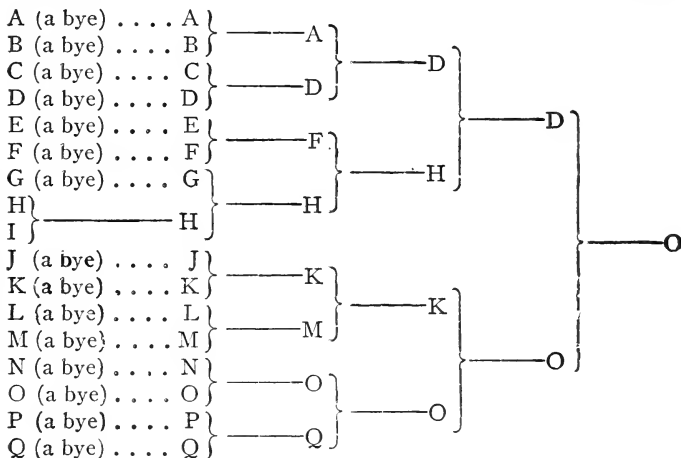 A (a bye) . . . . A
A
B (a bye) . . . . B
D
C (a bye) . . . . C
D
D (a bye) . . . . D
D
E (a bye) . . . . E
F
F (a bye) . . . . F
H
G (a bye) . . . . G
H
H
H
I
O
J (a bye) . . . . J
K
K (a bye) . . . . K
K
L (a bye) . . . . L
M
M (a bye) . . . . M
O
N (a bye) . . . . N
O
O (a bye) . . . . O
O
P (a bye) . . . . P
Q
Q (a bye) . . . . Q